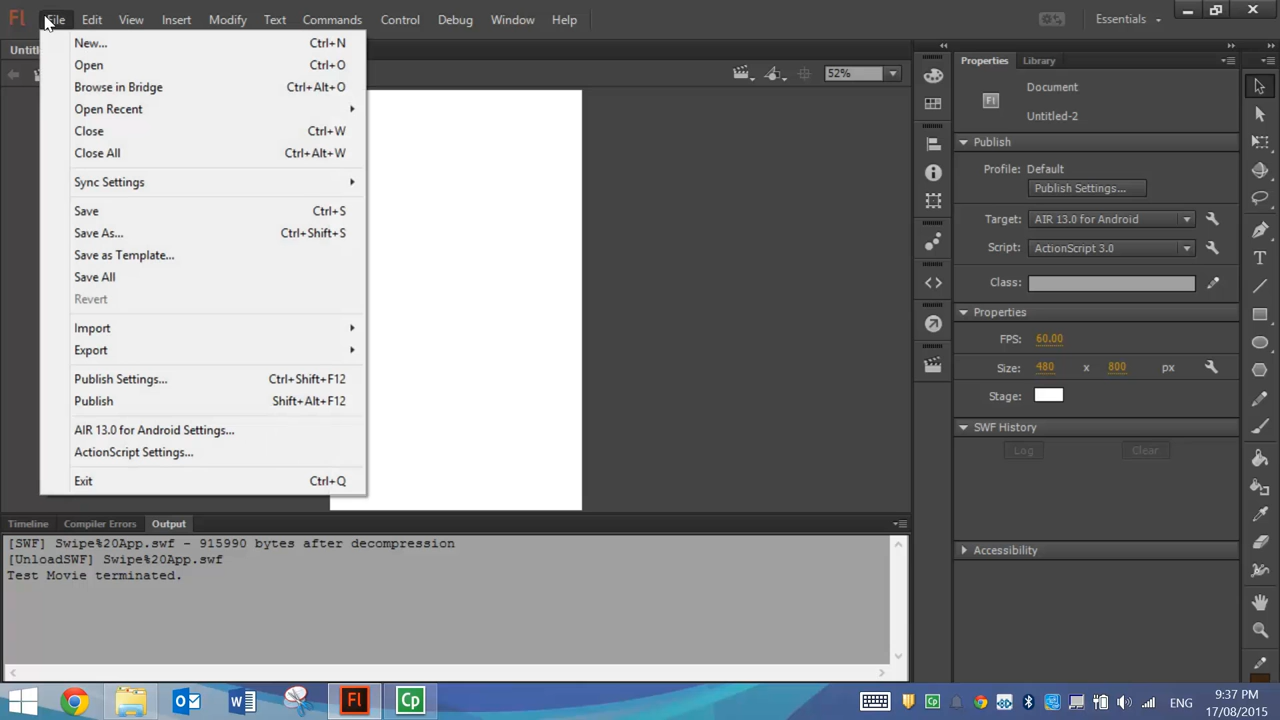 Fl File Edit View Insert Modify Text Commands Control Debug Window Help Essentials
New... Ctrl+N
Open Ctrl+O
Browse in Bridge Ctrl+Alt+O
Open Recent
Close Ctrl+W
Close All Ctrl+Alt+W
Sync Settings
Save Ctrl+S
Save As... Ctrl+Shift+S
Save as Template...
Save All
Revert
Import
Export
Publish Settings... Ctrl+Shift+F12
Publish Shift+Alt+F12
AIR 13.0 for Android Settings...
ActionScript Settings...
Exit Ctrl+Q
52%
Properties Library
Fl
Document
Untitled-2
Publish
Profile: Default
Publish Settings...
Target: AIR 13.0 for Android
Script: ActionScript 3.0
Class:
Properties
FPS: 60.00
Size: 480 x 800 px
Stage:
SWF History
Log Clear
Accessibility
Timeline Compiler Errors Output
[SWF] Swipe%20App.swf - 915990 bytes after decompression
[UnloadSWF] Swipe%20App.swf
Test Movie terminated.
Fl Cp
ENG
9:37 PM
17/08/2015